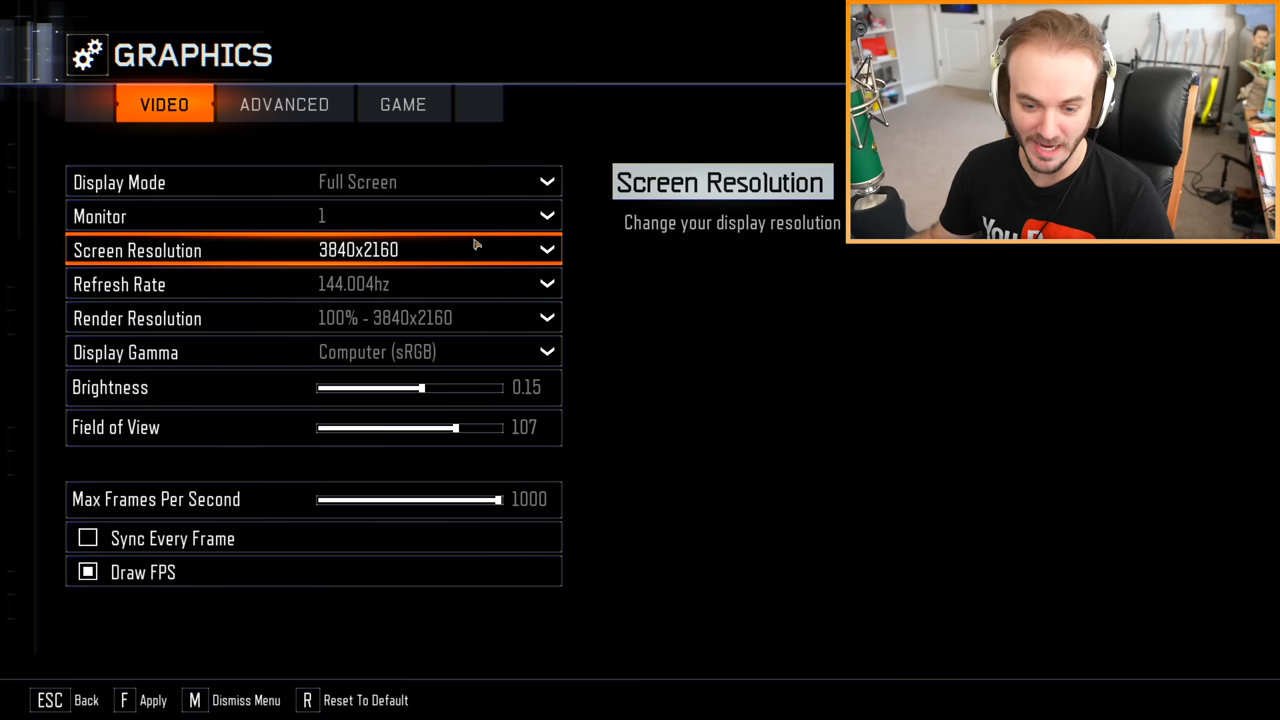 GRAPHICS
VIDEO ADVANCED GAME
Display Mode Full Screen
Monitor 1
Screen Resolution 3840x2160
Refresh Rate 144.004hz
Render Resolution 100% - 3840x2160
Display Gamma Computer (sRGB)
Brightness 0.15
Field of View 107
Max Frames Per Second 1000
Sync Every Frame
Draw FPS
Screen Resolution
Change your display resolution
You
ESC Back F Apply M Dismiss Menu R Reset To Default